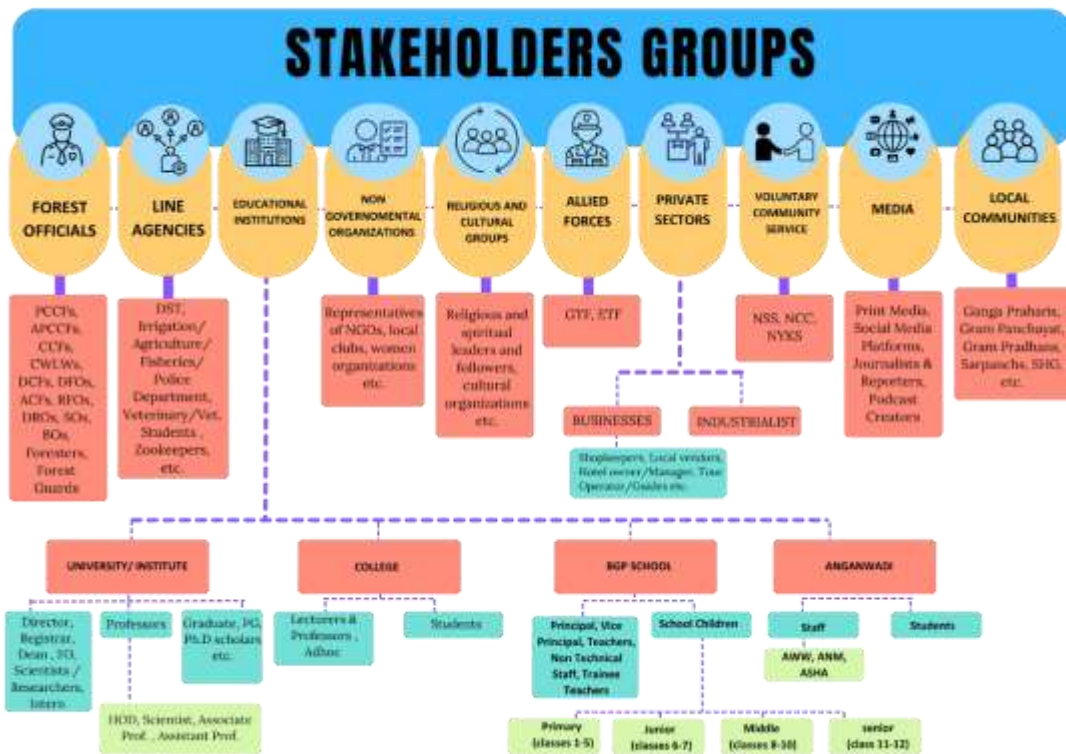 STAKEHOLDERS GROUPS
FOREST
OFFICIALS
LINE
AGENCIES
EDUCATIONAL
INSTITUTIONS
NON
GOVERNOMENTAL
ORGANIZATIONS
RELIGIOUS AND
CULTURAL
GROUPS
ALLIED
FORCES
PRIVATE
SECTORS
VOLUNTARY
COMMUNITY
SERVICE
MEDIA
LOCAL
COMMUNITIES
PCCFs,
APCCFs,
CCFs,
CWLWs,
DCFs, DFOs,
ACFs, RFOs,
DROs, SOs,
BOs,
Foresters,
Forest
Guards
DST,
Irrigation/
Agriculture/
Fisheries/
Police
Department,
Veterinary/Vet.
Students ,
Zookeepers,
etc.
Representatives
of NGOs, local
clubs, women
organizations
etc.
Religious and
spiritual
leaders and
followers,
cultural
organizations
etc.
GTF, ETF
NSS, NCC,
NYKS
Print Media,
Social Media
Platforms,
Journalists &
Reporters,
Podcast
Creators
Ganga Praharis,
Gram Panchayat,
Gram Pradhans,
Sarpanchs, SHG,
etc.
BUSINESSES
INDUSTRIALIST
Shopkeepers, Local vendors,
Hotel owner/Manager, Tour
Operator/Guides etc.
UNIVERSITY/ INSTITUTE
COLLEGE
BGP SCHOOL
ANGANWADI
Director,
Registrar,
Dean , FO,
Scientists /
Researchers,
Intern
Professors
Graduate, PG,
Ph.D scholars
etc.
Lecturers &
Professors ,
Adhoc
Students
Principal, Vice
Principal, Teachers,
Non Technical
Staff, Trainee
Teachers
School Children
Staff
Students
AWW, ANM,
ASHA
HOD, Scientist, Associate
Prof. , Assistant Prof.
Primary
(classes 1-5)
Junior
(classes 6-7)
Middle
(classes 8-10)
senior
(class 11-12)